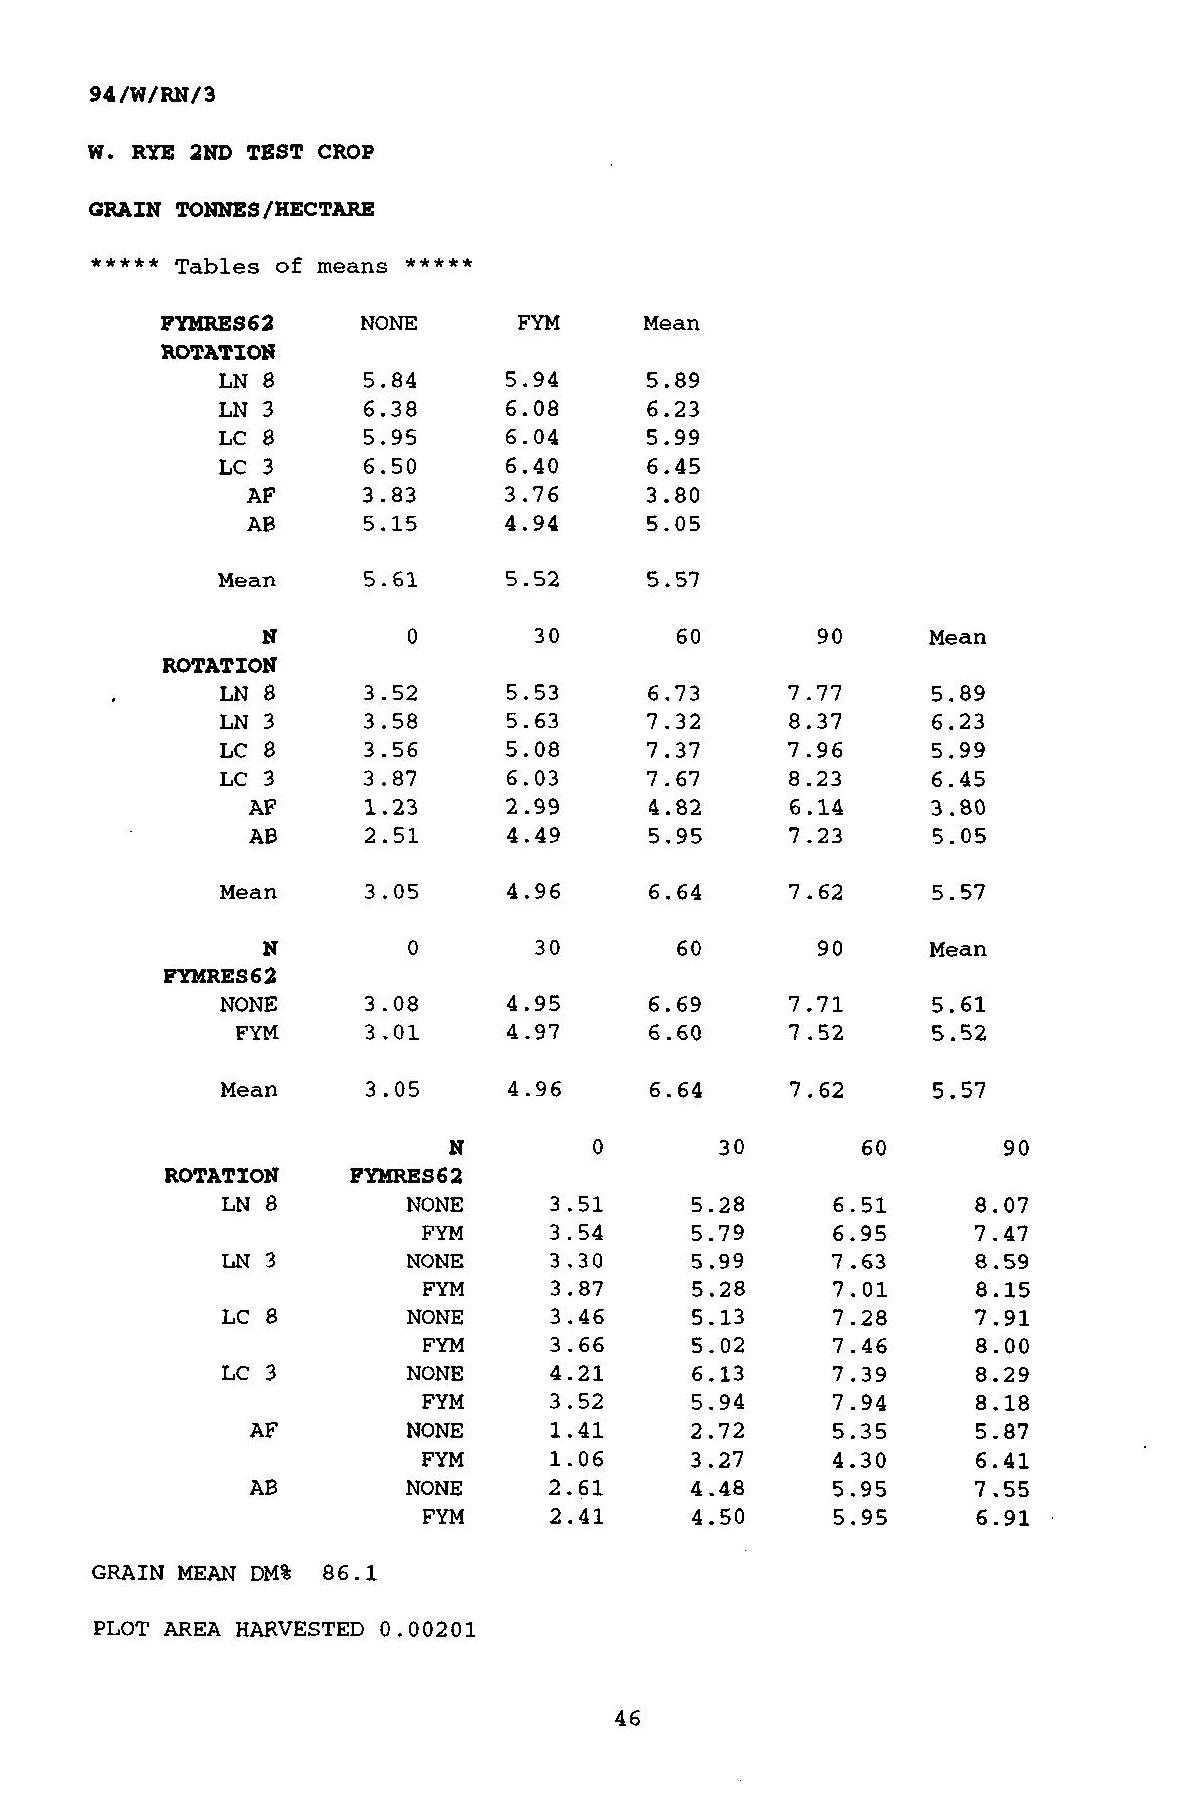 94/W/RN/3
W. RYE 2ND TEST CROP
GRAIN TONNES/HECTARE
***** Tables of means *****
FYMRES62 NONE FYM Mean
ROTATION
LN 8 5.84 5.94 5.89
LN 3 6.38 6.08 6.23
LC 8 5.95 6.04 5.99
LC 3 6.50 6.40 6.45
AF 3.83 3.76 3.80
AB 5.15 4.94 5.05
Mean 5.61 5.52 5.57
N 0 30 60 90 Mean
ROTATION
LN 8 3.52 5.53 6.73 7.77 5.89
LN 3 3.58 5.63 7.32 8.37 6.23
LC 8 3.56 5.08 7.37 7.96 5.99
LC 3 3.87 6.03 7.67 8.23 6.45
AF 1.23 2.99 4.82 6.14 3.80
AB 2.51 4.49 5.95 7.23 5.05
Mean 3.05 4.96 6.64 7.62 5.57
N 0 30 60 90 Mean
FYMRES62
NONE 3.08 4.95 6.69 7.71 5.61
FYM 3.01 4.97 6.60 7.52 5.52
Mean 3.05 4.96 6.64 7.62 5.57
N 0 30 60 90
ROTATION FYMRES62
LN 8 NONE 3.51 5.28 6.51 8.07
FYM 3.54 5.79 6.95 7.47
LN 3 NONE 3.30 5.99 7.63 8.59
FYM 3.87 5.28 7.01 8.15
LC 8 NONE 3.46 5.13 7.28 7.91
FYM 3.66 5.02 7.46 8.00
LC 3 NONE 4.21 6.13 7.39 8.29
FYM 3.52 5.94 7.94 8.18
AF NONE 1.41 2.72 5.35 5.87
FYM 1.06 3.27 4.30 6.41
AB NONE 2.61 4.48 5.95 7.55
FYM 2.41 4.50 5.95 6.91
GRAIN MEAN DM% 86.1
PLOT AREA HARVESTED 0.00201
46